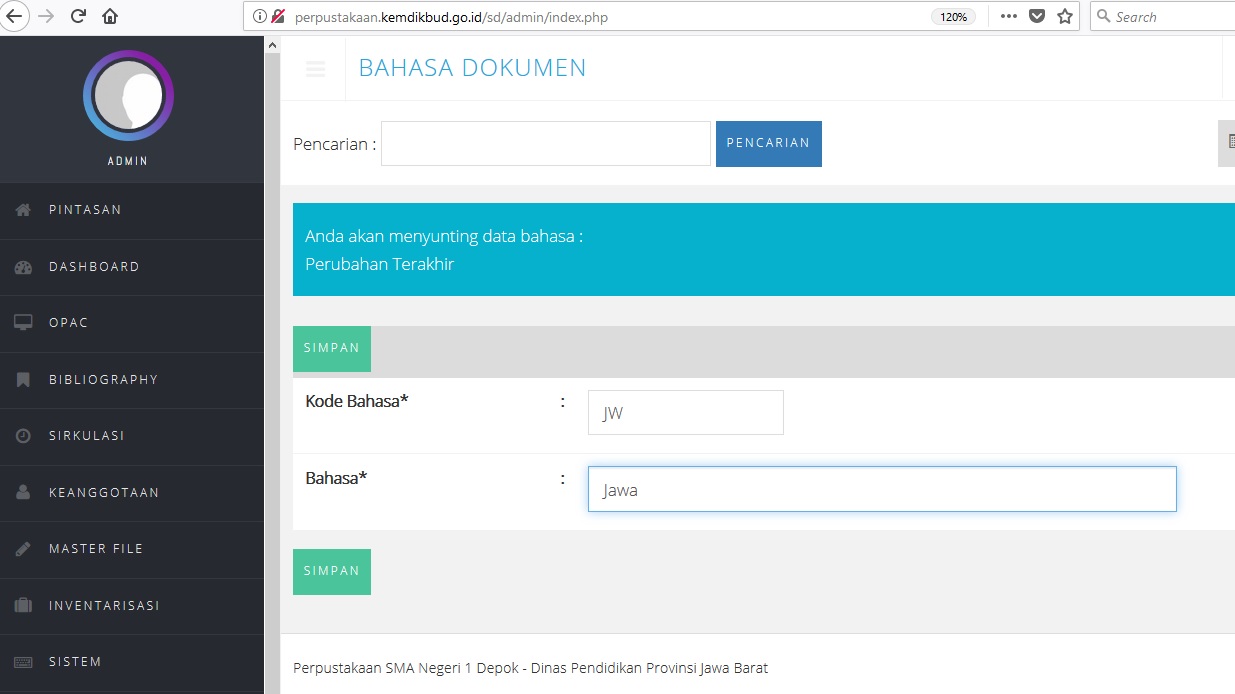 perpustakaan.kemdikbud.go.id/sd/admin/index.php
120%
Search
ADMIN
PINTASAN
DASHBOARD
OPAC
BIBLIOGRAPHY
SIRKULASI
KEANGGOTAAN
MASTER FILE
INVENTARISASI
SISTEM
BAHASA DOKUMEN
Pencarian :
PENCARIAN
Anda akan menyunting data bahasa :
Perubahan Terakhir
SIMPAN
Kode Bahasa* : JW
Bahasa* : Jawa
SIMPAN
Perpustakaan SMA Negeri 1 Depok - Dinas Pendidikan Provinsi Jawa Barat